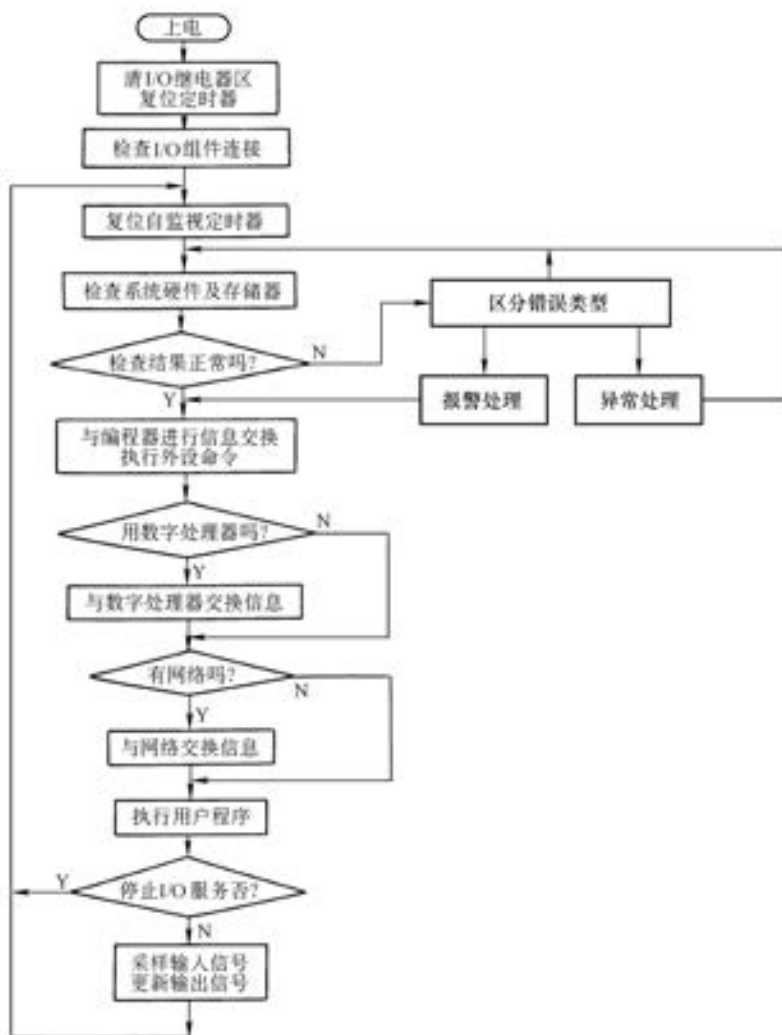 上电
清I/O继电器区
复位定时器
检查I/O组件连接
复位自监视定时器
检查系统硬件及存储器
区分错误类型
检查结果正常吗?
N
报警处理
异常处理
Y
与编程器进行信息交换
执行外设命令
用数字处理器吗?
N
Y
与数字处理器交换信息
有网络吗?
N
Y
与网络交换信息
执行用户程序
Y
停止I/O服务否?
N
采样输人信号
更新输出信号